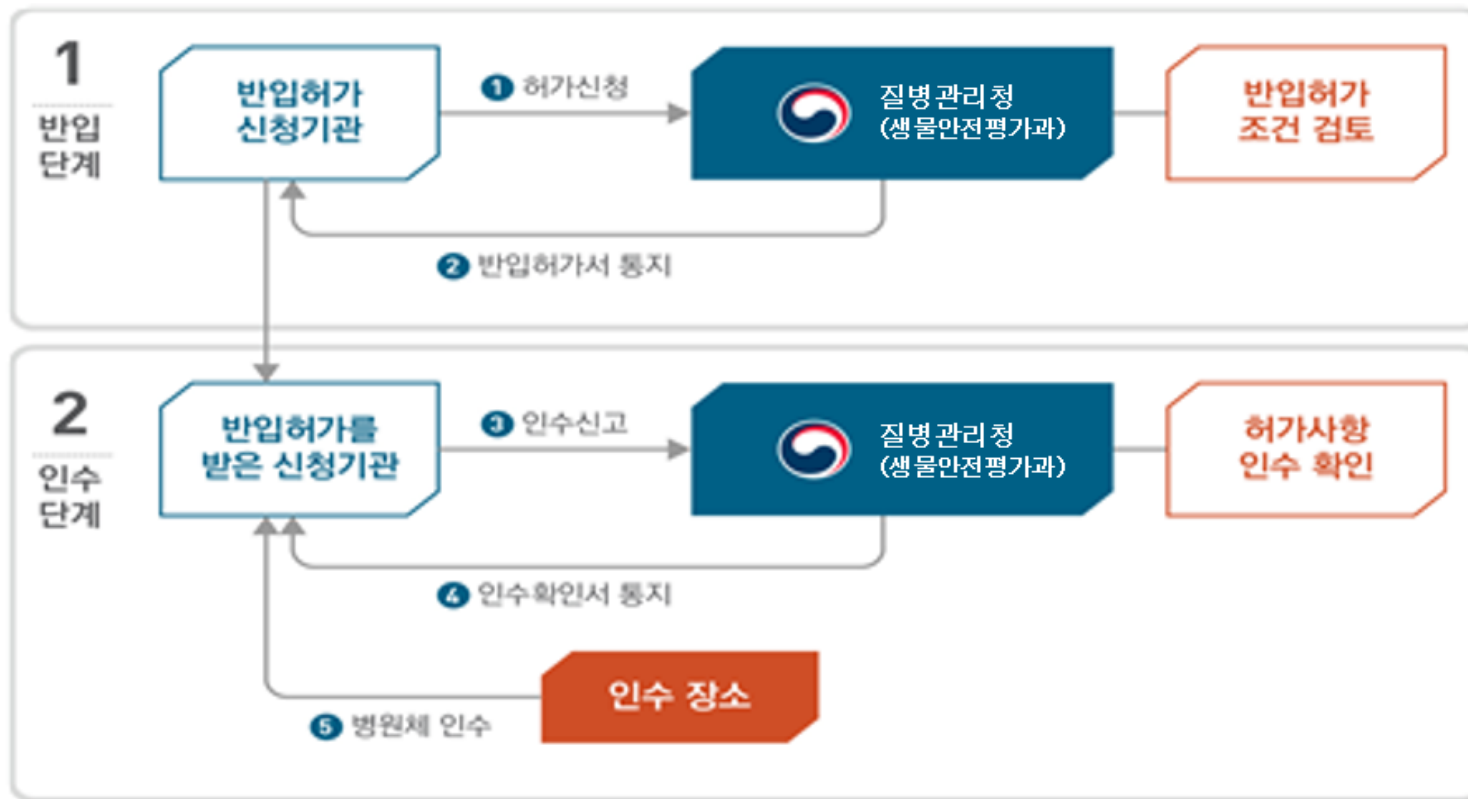 1
반입
단계
반입허가
신청기관
1 허가신청
질병관리청
(생물안전평가과)
반입허가
조건 검토
2 반입허가서 통지
2
인수
단계
반입허가를
받은 신청기관
3 인수신고
질병관리청
(생물안전평가과)
허가사항
인수 확인
4 인수확인서 통지
인수 장소
5 병원체 인수